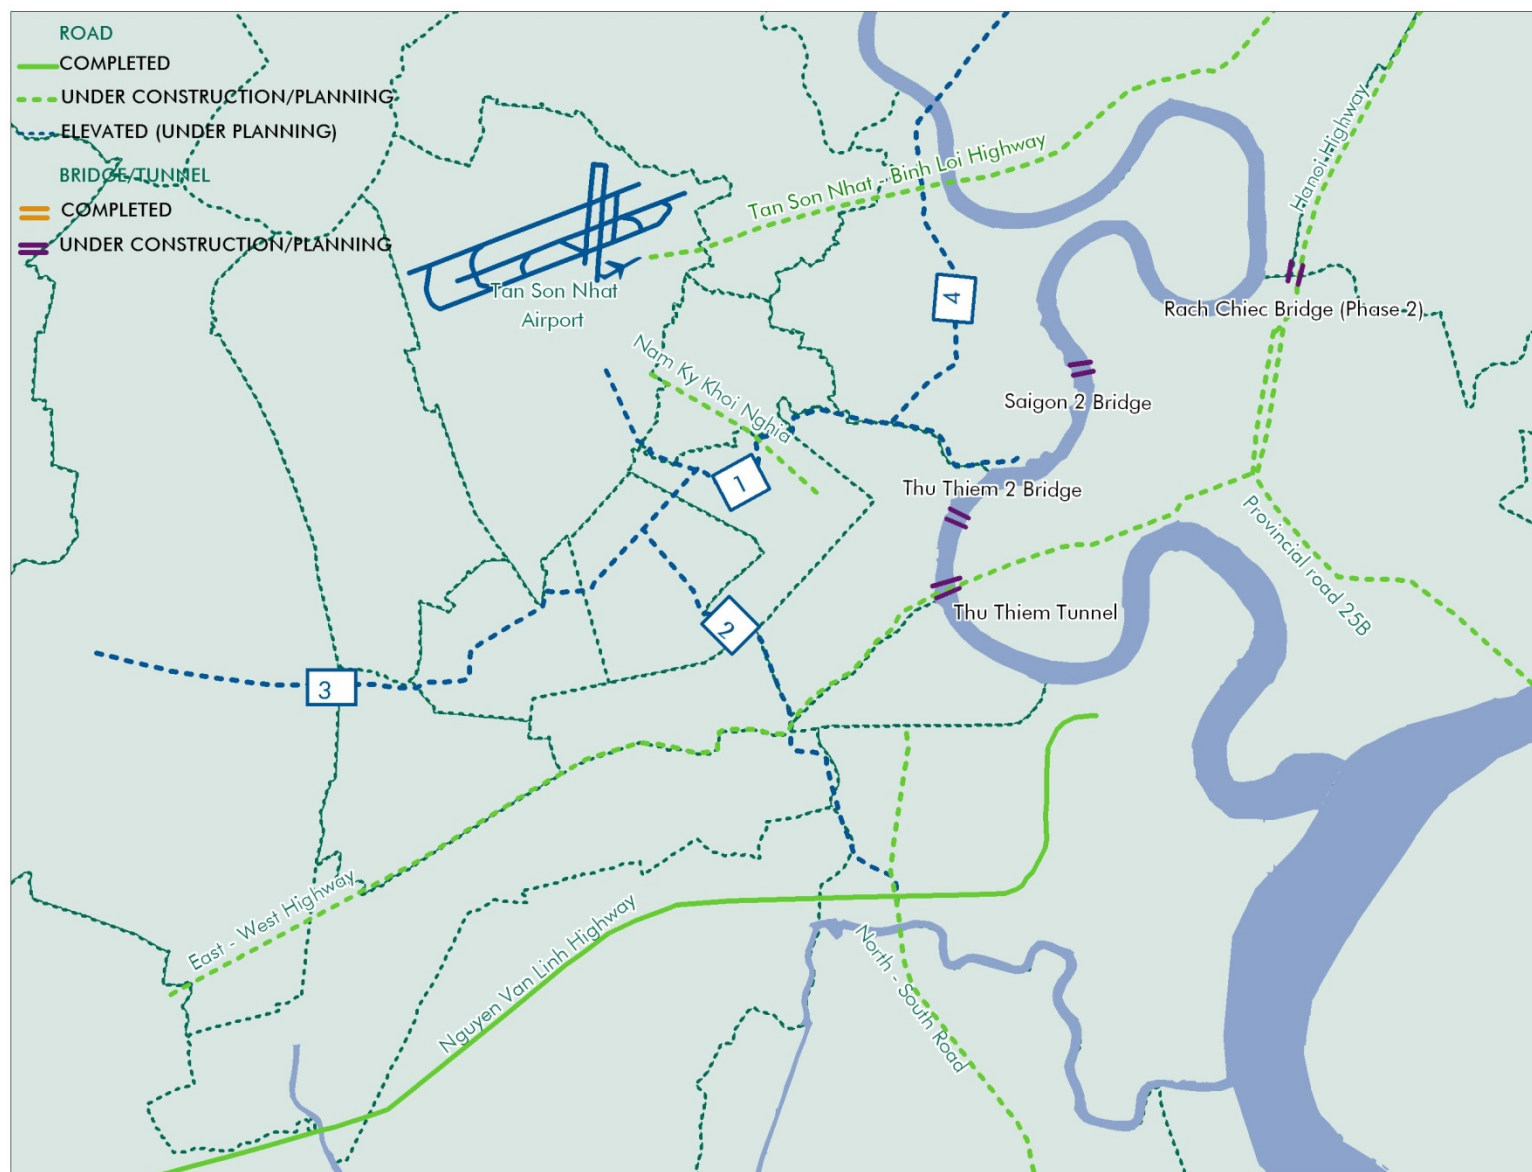 ROAD
COMPLETED
UNDER CONSTRUCTION/PLANNING
ELEVATED (UNDER PLANNING)
BRIDGE/TUNNEL
COMPLETED
UNDER CONSTRUCTION/PLANNING
Hanoi Highway
Tan Son Nhat - Binh Loi Highway
Tan Son Nhat
Airport
4
Rach Chiec Bridge (Phase 2)
Nam Ky Khoi Nghia
Saigon 2 Bridge
1
Thu Thiem 2 Bridge
Provincial road 25B
Thu Thiem Tunnel
2
3
East - West Highway
Nguyen Van Linh Highway
North - South Road